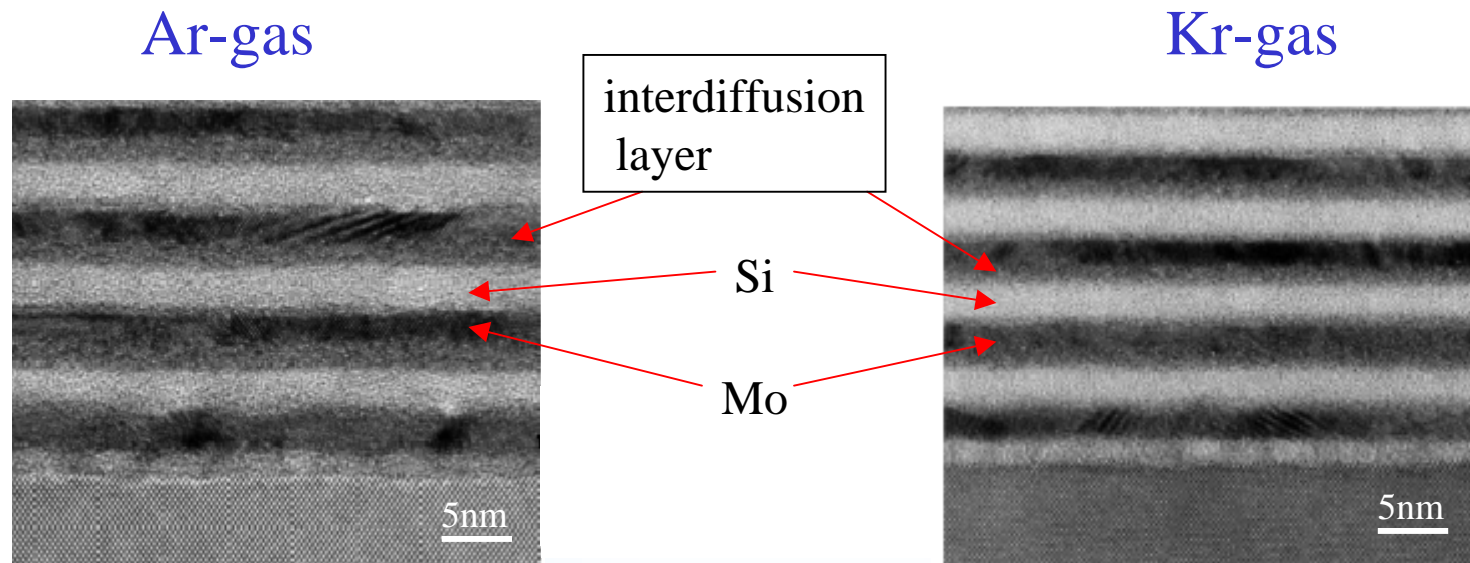 Ar-gas
Kr-gas
interdiffusion
layer
Si
Mo
5nm
5nm